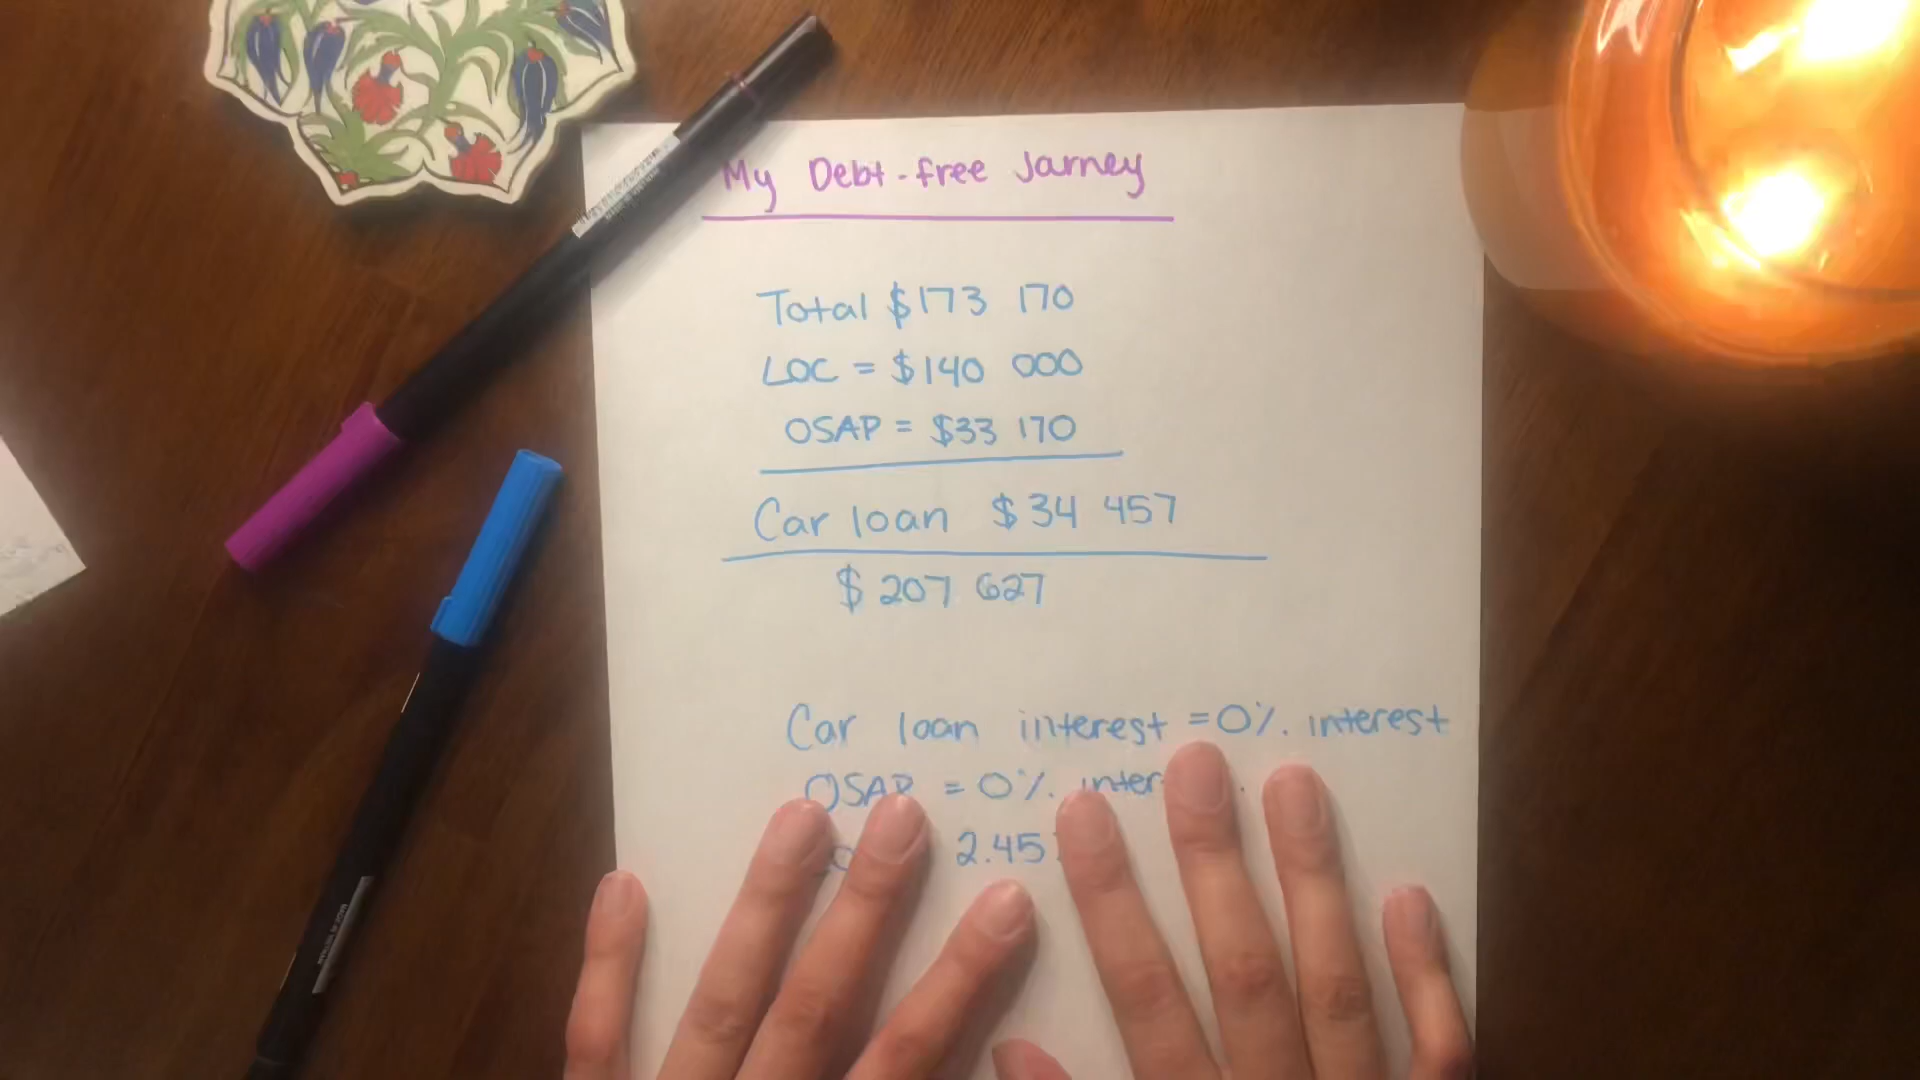 My Debt-free Jarney
Total $173 170
LOC = $140 000
OSAP = $33 170
Car loan $34 457
$207 627
Car loan interest = 0% interest
OSAP = 0%
2.45